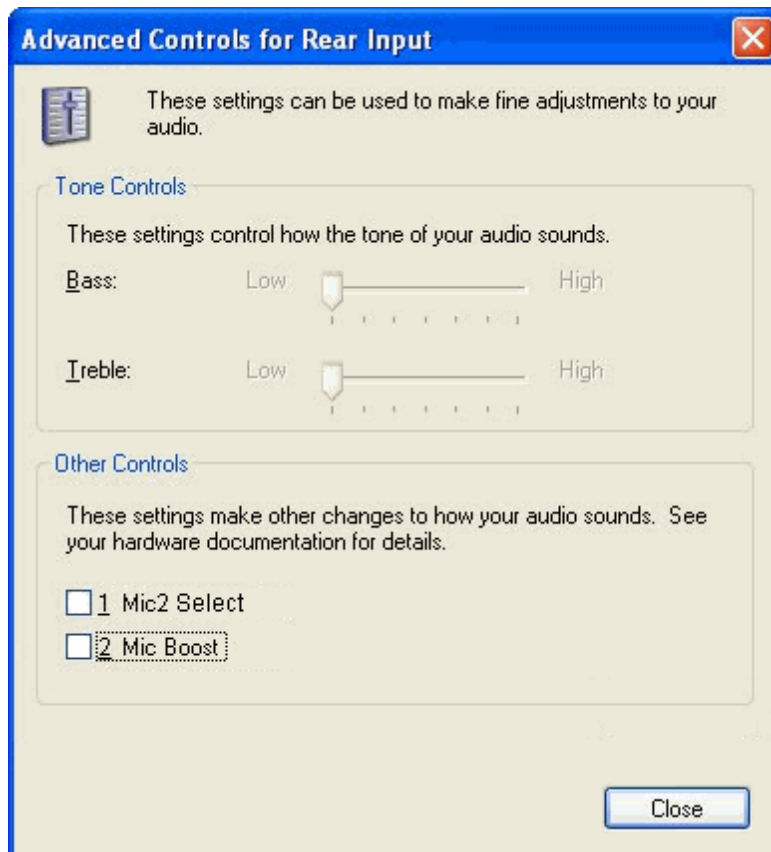 Advanced Controls for Rear Input
These settings can be used to make fine adjustments to your
audio.
Tone Controls
These settings control how the tone of your audio sounds.
Bass: Low High
Treble: Low High
Other Controls
These settings make other changes to how your audio sounds. See
your hardware documentation for details.
1 Mic2 Select
2 Mic Boost
Close